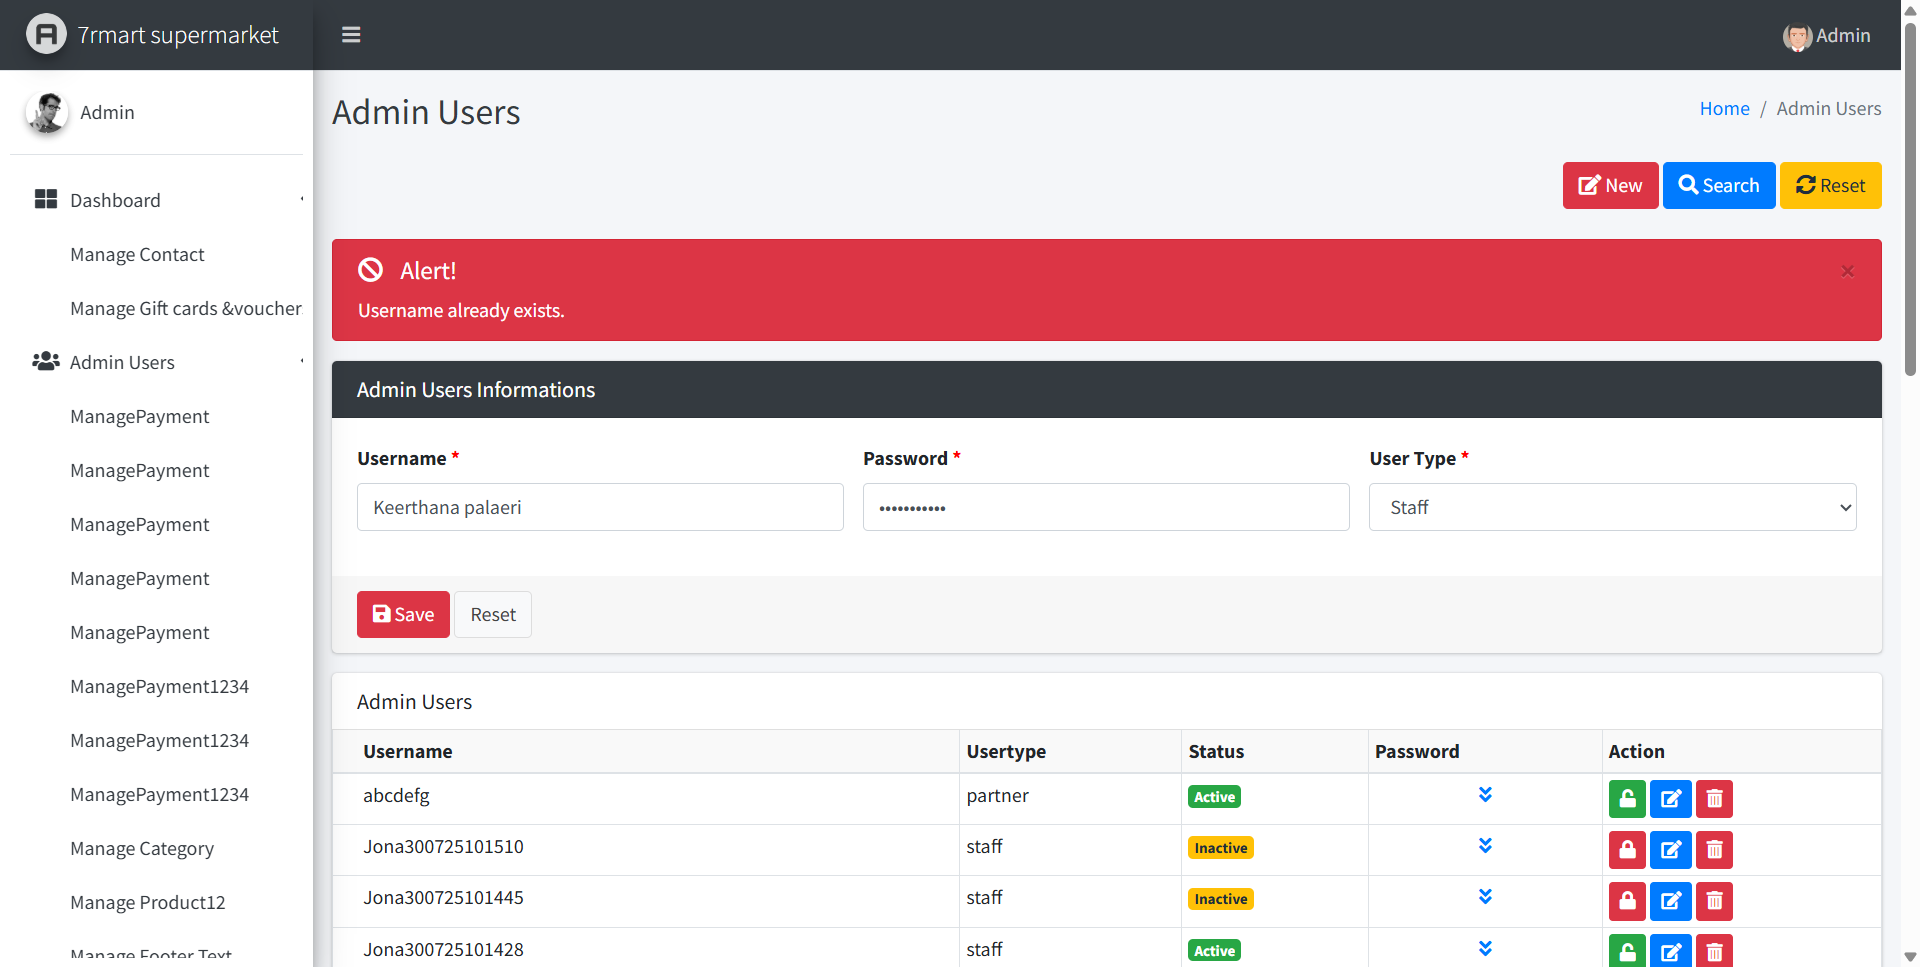 7rmart supermarket
Admin
Admin
Dashboard
Manage Contact
Manage Gift cards &voucher
Admin Users
ManagePayment
ManagePayment
ManagePayment
ManagePayment
ManagePayment
ManagePayment1234
ManagePayment1234
ManagePayment1234
Manage Category
Manage Product12
Manage Footer Text
Admin Users
Home / Admin Users
New
Search
Reset
Alert!
×
Username already exists.
Admin Users Informations
Username *
Password *
User Type *
Keerthana palaeri
•••••••••••
Staff
Save
Reset
Admin Users
Username Usertype Status Password Action
abcdefg partner Active
Jona300725101510 staff Inactive
Jona300725101445 staff Inactive
Jona300725101428 staff Active